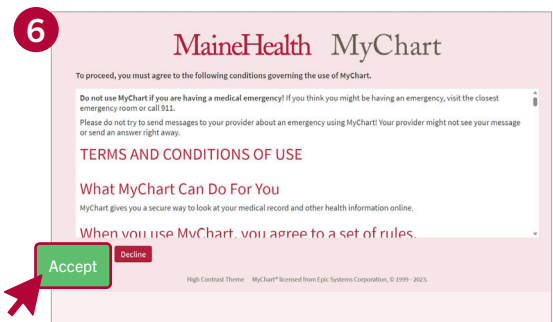 6
MaineHealth MyChart
To proceed, you must agree to the following conditions governing the use of MyChart.
Do not use MyChart if you are having a medical emergency! If you think you might be having an emergency, visit the closest
emergency room or call 911.
Please do not try to send messages to your provider about an emergency using MyChart! Your provider might not see your message
or send an answer right away.
TERMS AND CONDITIONS OF USE
What MyChart Can Do For You
MyChart gives you a secure way to look at your medical record and other health information online.
When you use MyChart, you agree to a set of rules.
Accept
Decline
High Contrast Theme MyChart® licensed from Epic Systems Corporation, © 1999 - 2023.